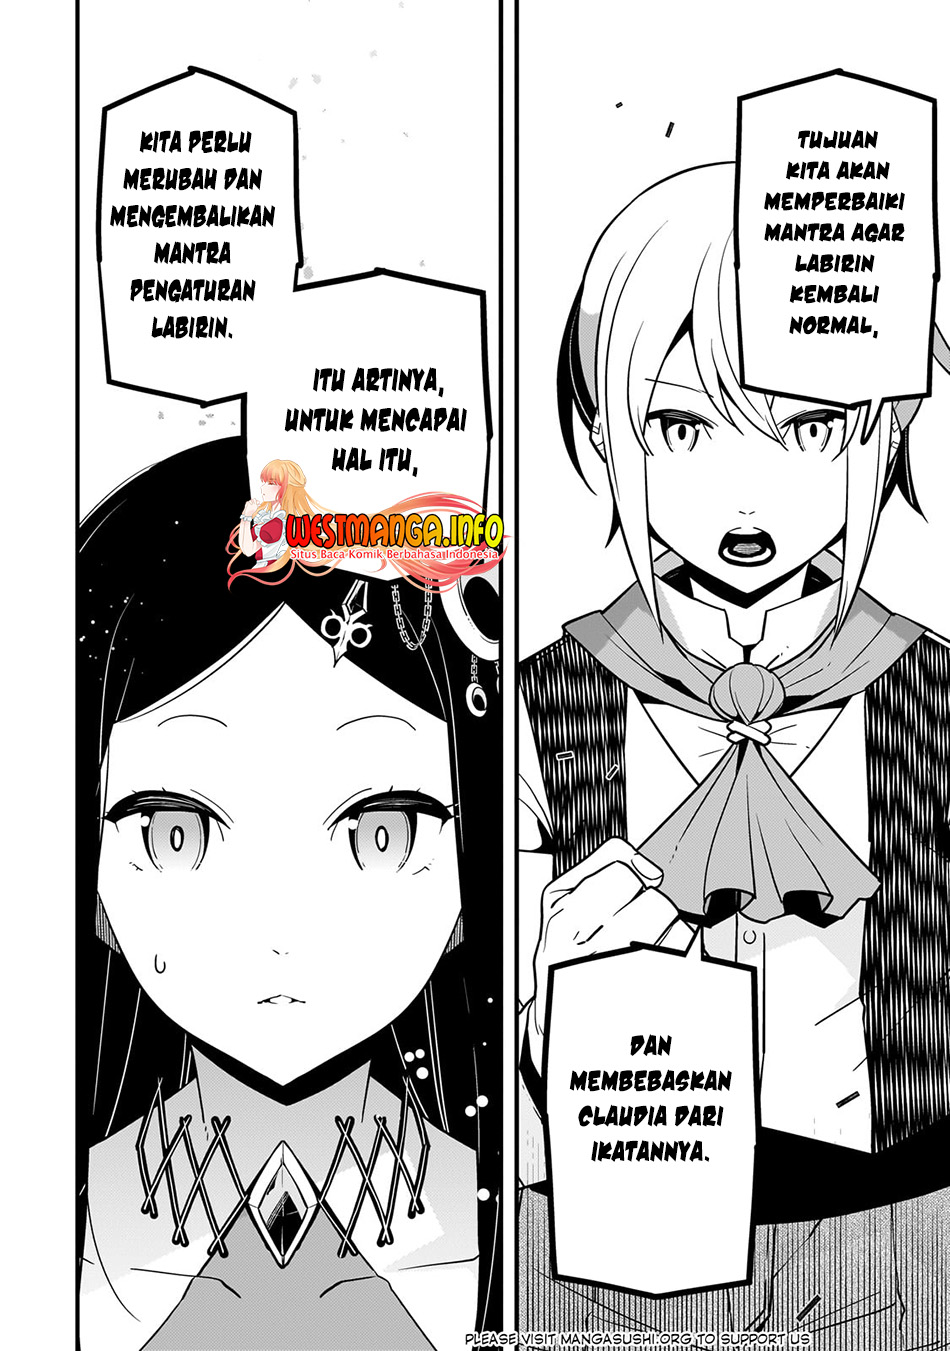 TUJUAN
KITA AKAN
MEMPERBAIKI
MANTRA AGAR
LABIRIN
KEMBALI
NORMAL,
DAN
MEMBEBASKAN
CLAUDIA DARI
IKATANNYA.
ITU ARTINYA,
UNTUK MENCAPAI
HAL ITU,
KITA PERLU
MERUBAH DAN
MENGEMBALIKAN
MANTRA
PENGATURAN
LABIRIN.
WESTMANGA.INFO
Situs Baca Komik Berbahasa Indonesia
PLEASE VISIT MANGASUSHI.ORG TO SUPPORT US